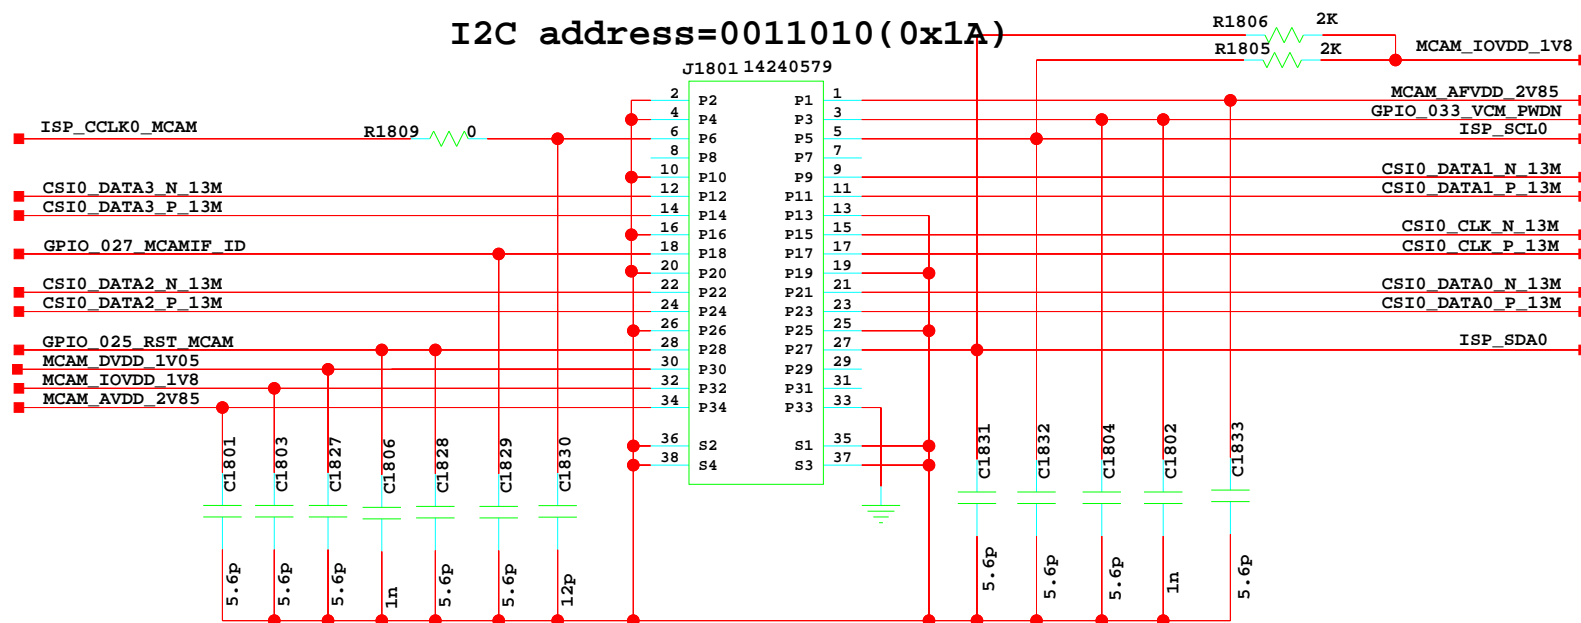 I2C address=0011010(0x1A)
R1806 2K
R1805 2K
MCAM_IOVDD_1V8
J1801 14240579
2 P2 P1 1 MCAM_AFVDD_2V85
4 P4 P3 3 GPIO_033_VCM_PWDN
ISP_CCLK0_MCAM R1809 0 6 P6 P5 5 ISP_SCL0
8 P8 P7 7
10 P10 P9 9 CSI0_DATA1_N_13M
CSI0_DATA3_N_13M 12 P12 P11 11 CSI0_DATA1_P_13M
CSI0_DATA3_P_13M 14 P14 P13 13
16 P16 P15 15 CSI0_CLK_N_13M
GPIO_027_MCAMIF_ID 18 P18 P17 17 CSI0_CLK_P_13M
20 P20 P19 19
CSI0_DATA2_N_13M 22 P22 P21 21 CSI0_DATA0_N_13M
CSI0_DATA2_P_13M 24 P24 P23 23 CSI0_DATA0_P_13M
26 P26 P25 25
GPIO_025_RST_MCAM 28 P28 P27 27 ISP_SDA0
MCAM_DVDD_1V05 30 P30 P29 29
MCAM_IOVDD_1V8 32 P32 P31 31
MCAM_AVDD_2V85 34 P34 P33 33
36 S2 S1 35
38 S4 S3 37
C1801 C1803 C1827 C1806 C1828 C1829 C1830 C1831 C1832 C1804 C1802 C1833
5.6p 5.6p 5.6p 1n 5.6p 5.6p 12p 5.6p 5.6p 5.6p 1n 5.6p